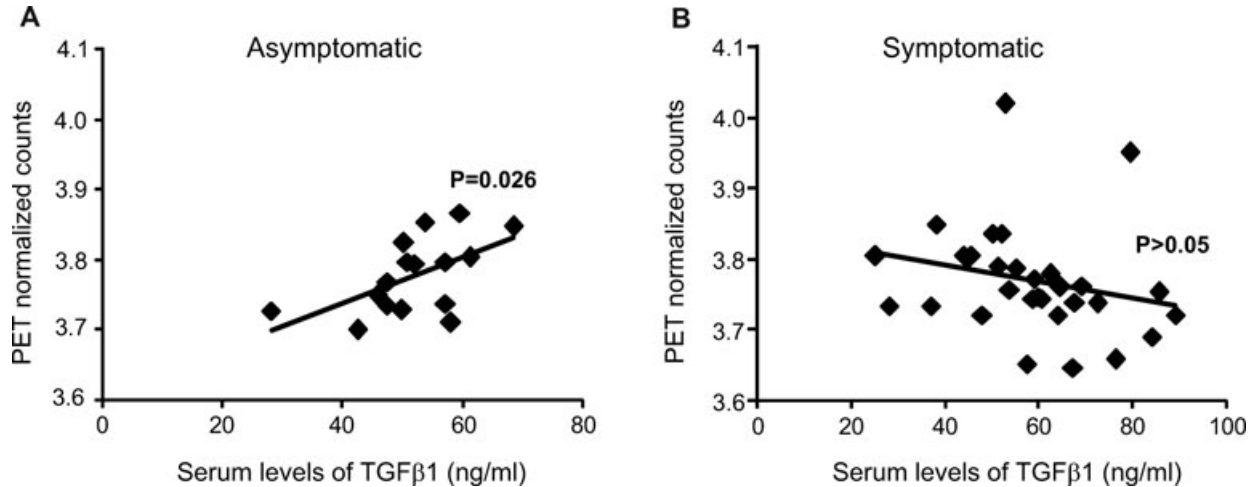 A
Asymptomatic
PET normalized counts
4.1
4.0
3.9
3.8
3.7
3.6
P=0.026
0
20
40
60
80
Serum levels of TGFβ1 (ng/ml)
B
Symptomatic
PET normalized counts
4.1
4.0
3.9
3.8
3.7
3.6
P>0.05
0
20
40
60
80
100
Serum levels of TGFβ1 (ng/ml)